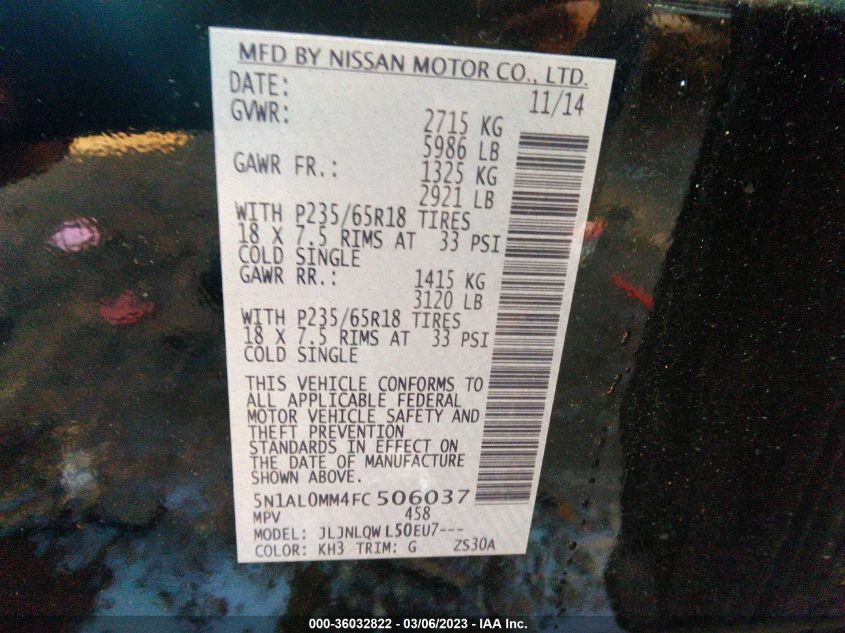 MFD BY NISSAN MOTOR CO., LTD.
DATE: 11/14
GVWR: 2715 KG
5986 LB
GAWR FR.: 1325 KG
2921 LB
WITH P235/65R18 TIRES
18 X 7.5 RIMS AT 33 PSI
COLD SINGLE
GAWR RR.: 1415 KG
3120 LB
WITH P235/65R18 TIRES
18 X 7.5 RIMS AT 33 PSI
COLD SINGLE
THIS VEHICLE CONFORMS TO
ALL APPLICABLE FEDERAL
MOTOR VEHICLE SAFETY AND
THEFT PREVENTION
STANDARDS IN EFFECT ON
THE DATE OF MANUFACTURE
SHOWN ABOVE.
5N1AL0MM4FC 506037
MPV 458
MODEL: JLJNLQW L50EU7---
COLOR: KH3 TRIM: G ZS30A
000-36032822 - 03/06/2023 - IAA Inc.